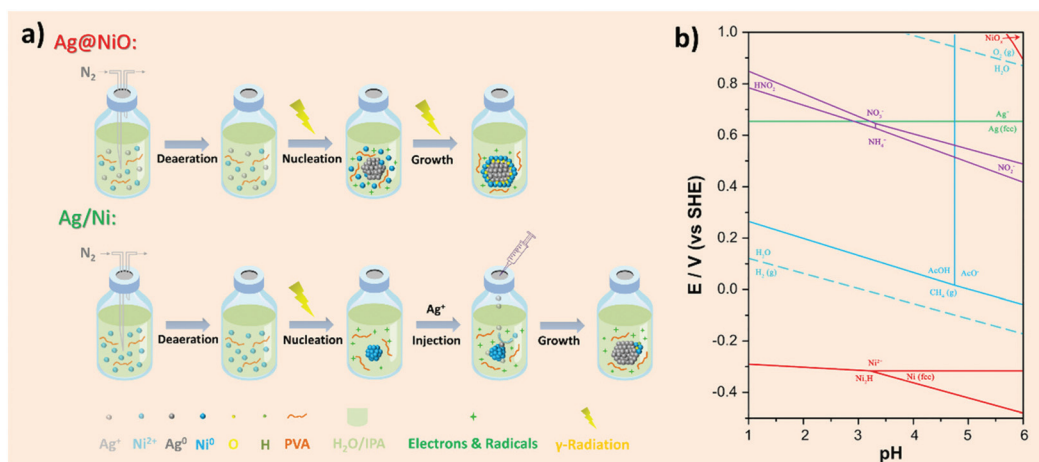 a)
Ag@NiO:
N₂
Deaeration
Nucleation
Growth
Ag/Ni:
N₂
Deaeration
Nucleation
Ag⁺
Injection
Growth
Ag⁺ Ni²⁺ Ag⁰ Ni⁰ O H PVA H₂O/IPA Electrons & Radicals γ-Radiation
b)
E / V (vs SHE)
1.0
0.8
0.6
0.4
0.2
0.0
-0.2
-0.4
1 2 3 4 5 6
pH
O₂ (g)
H₂O
HNO₂
NO₃⁻
NH₄⁺
NO₂⁻
Ag⁺
Ag (fcc)
H₂O
H₂ (g)
AcOH
AcO⁻
CH₄ (g)
Ni²⁺
Ni₂H
Ni (fcc)